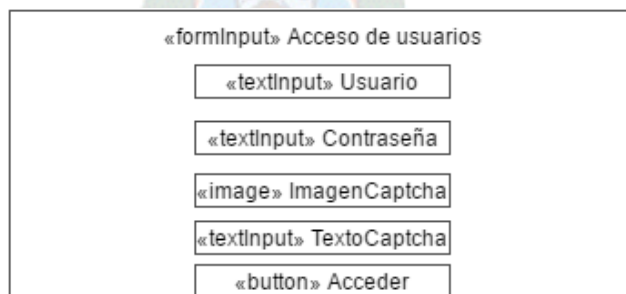 «formInput» Acceso de usuarios
«textInput» Usuario
«textInput» Contraseña
«image» ImagenCaptcha
«textInput» TextoCaptcha
«button» Acceder